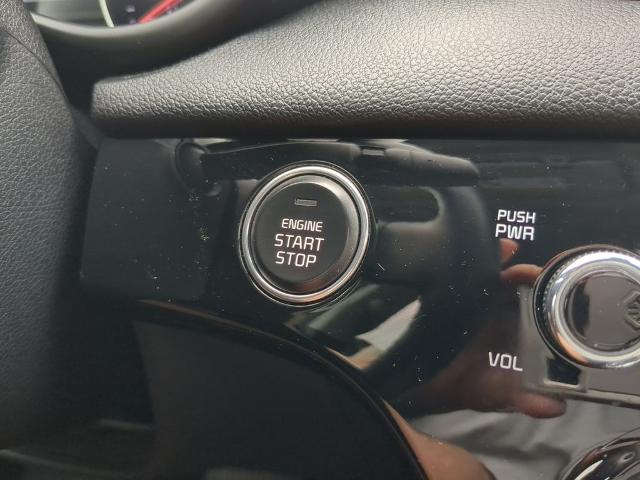 ENGINE
START
STOP
PUSH
PWR
VOL